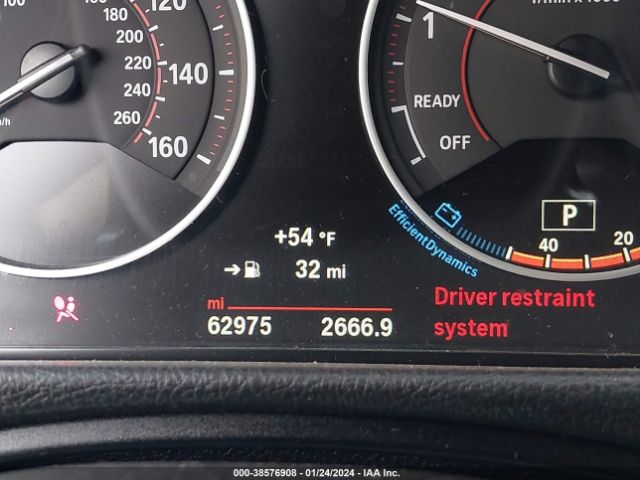 120
200
220
140
240
260
160
1
READY
OFF
P
EfficientDynamics
40
20
+54 °F
32 mi
mi
62975 2666.9
Driver restraint
system
000-38576908 - 01/24/2024 - IAA Inc.